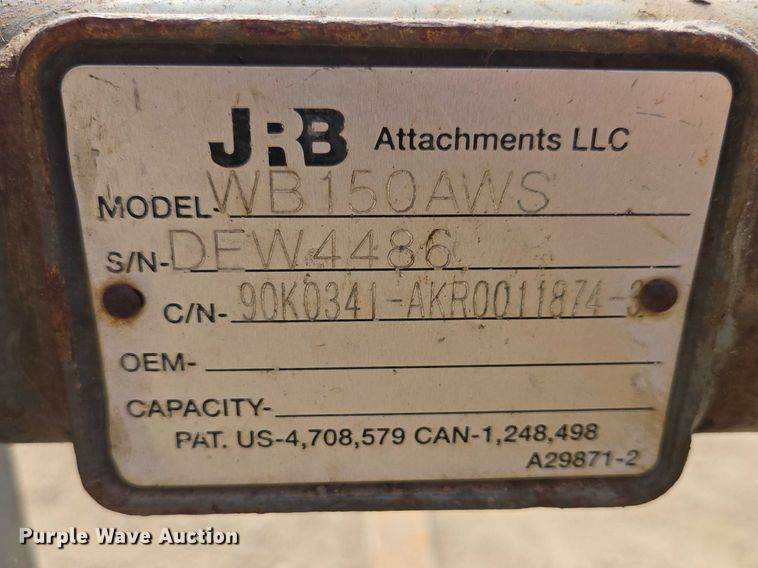 JRB Attachments LLC
MODEL- WB150AWS
S/N- DEW4486
C/N- 90K0341-AKR0011874-3
OEM-
CAPACITY-
PAT. US-4,708,579 CAN-1,248,498
A29871-2
Purple Wave Auction